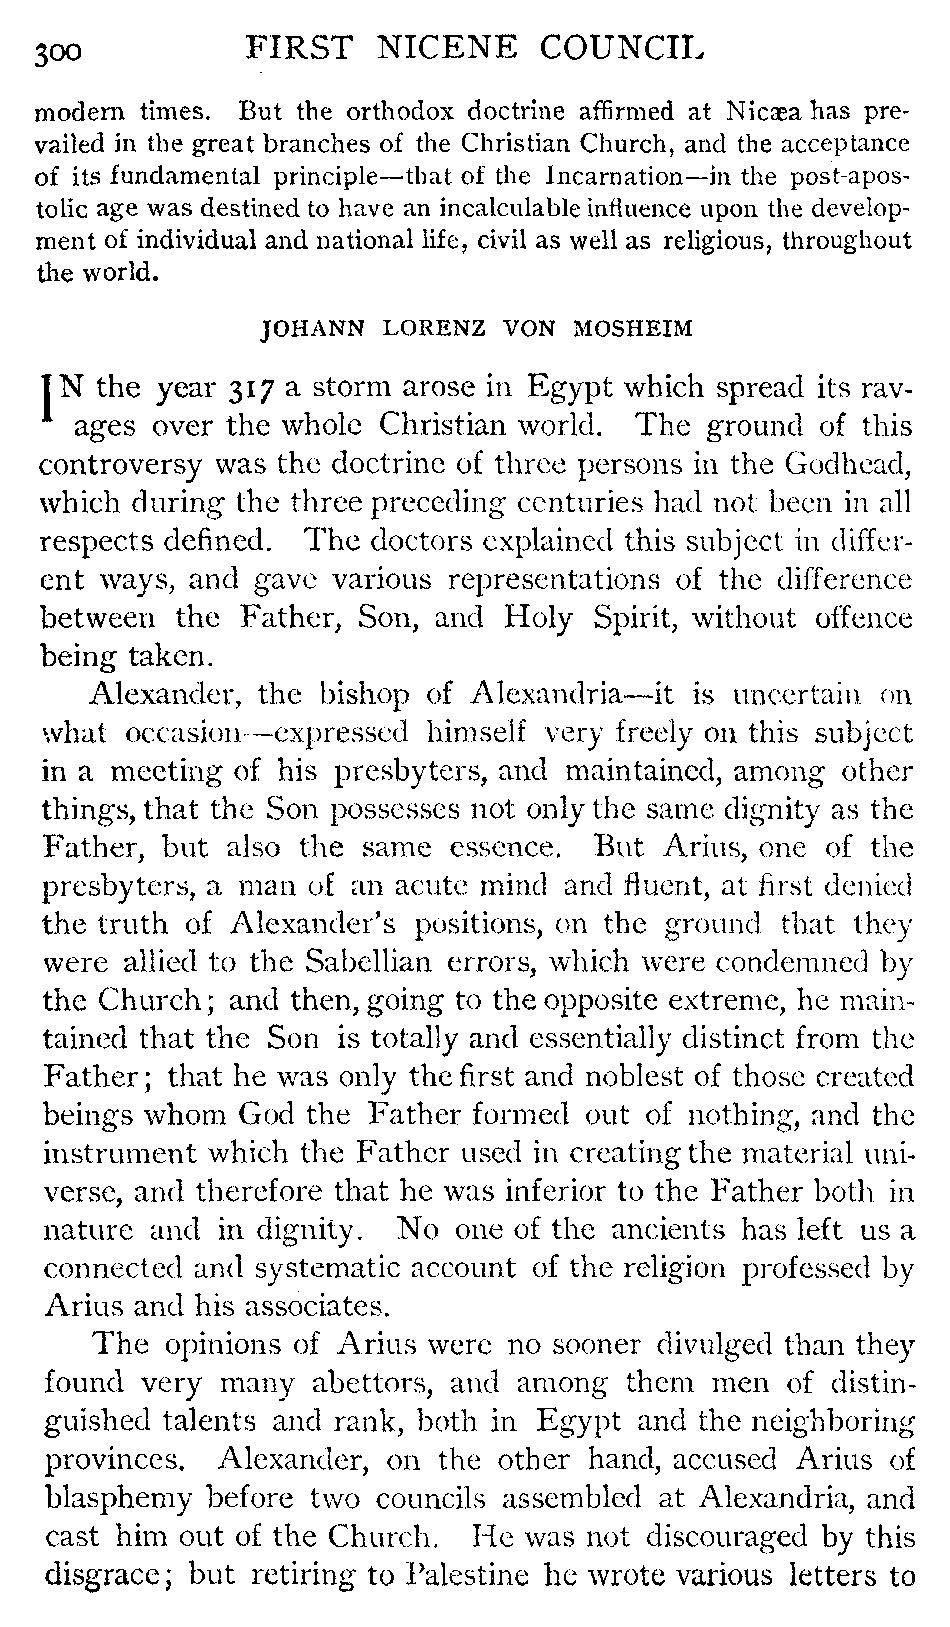 300 FIRST NICENE COUNCIL
modern times. But the orthodox doctrine affirmed at Nicæa has pre-
vailed in the great branches of the Christian Church, and the acceptance
of its fundamental principle—that of the Incarnation—in the post-apos-
tolic age was destined to have an incalculable influence upon the develop-
ment of individual and national life, civil as well as religious, throughout
the world.
JOHANN LORENZ VON MOSHEIM
IN the year 317 a storm arose in Egypt which spread its rav-
ages over the whole Christian world. The ground of this
controversy was the doctrine of three persons in the Godhead,
which during the three preceding centuries had not been in all
respects defined. The doctors explained this subject in differ-
ent ways, and gave various representations of the difference
between the Father, Son, and Holy Spirit, without offence
being taken.
Alexander, the bishop of Alexandria—it is uncertain on
what occasion—expressed himself very freely on this subject
in a meeting of his presbyters, and maintained, among other
things, that the Son possesses not only the same dignity as the
Father, but also the same essence. But Arius, one of the
presbyters, a man of an acute mind and fluent, at first denied
the truth of Alexander's positions, on the ground that they
were allied to the Sabellian errors, which were condemned by
the Church; and then, going to the opposite extreme, he main-
tained that the Son is totally and essentially distinct from the
Father; that he was only the first and noblest of those created
beings whom God the Father formed out of nothing, and the
instrument which the Father used in creating the material uni-
verse, and therefore that he was inferior to the Father both in
nature and in dignity. No one of the ancients has left us a
connected and systematic account of the religion professed by
Arius and his associates.
The opinions of Arius were no sooner divulged than they
found very many abettors, and among them men of distin-
guished talents and rank, both in Egypt and the neighboring
provinces. Alexander, on the other hand, accused Arius of
blasphemy before two councils assembled at Alexandria, and
cast him out of the Church. He was not discouraged by this
disgrace; but retiring to Palestine he wrote various letters to